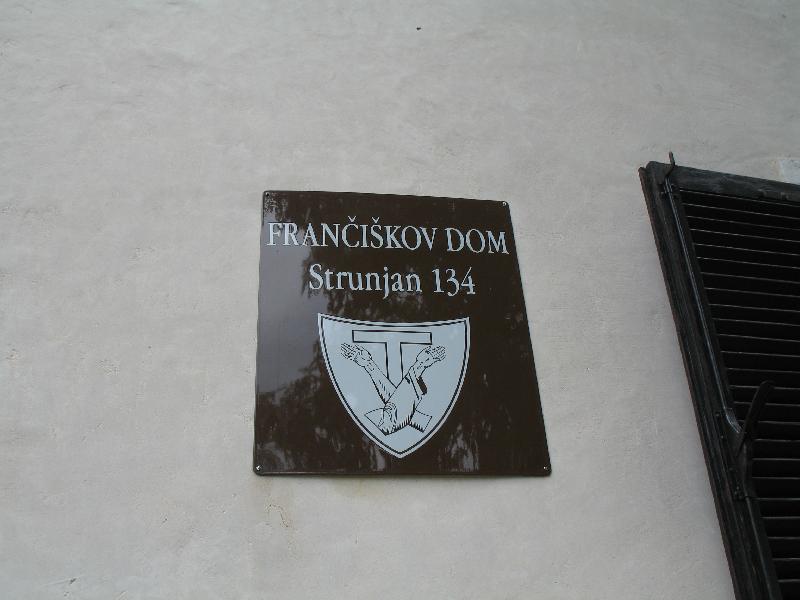 FRANČIŠKOV DOM
Strunjan 134